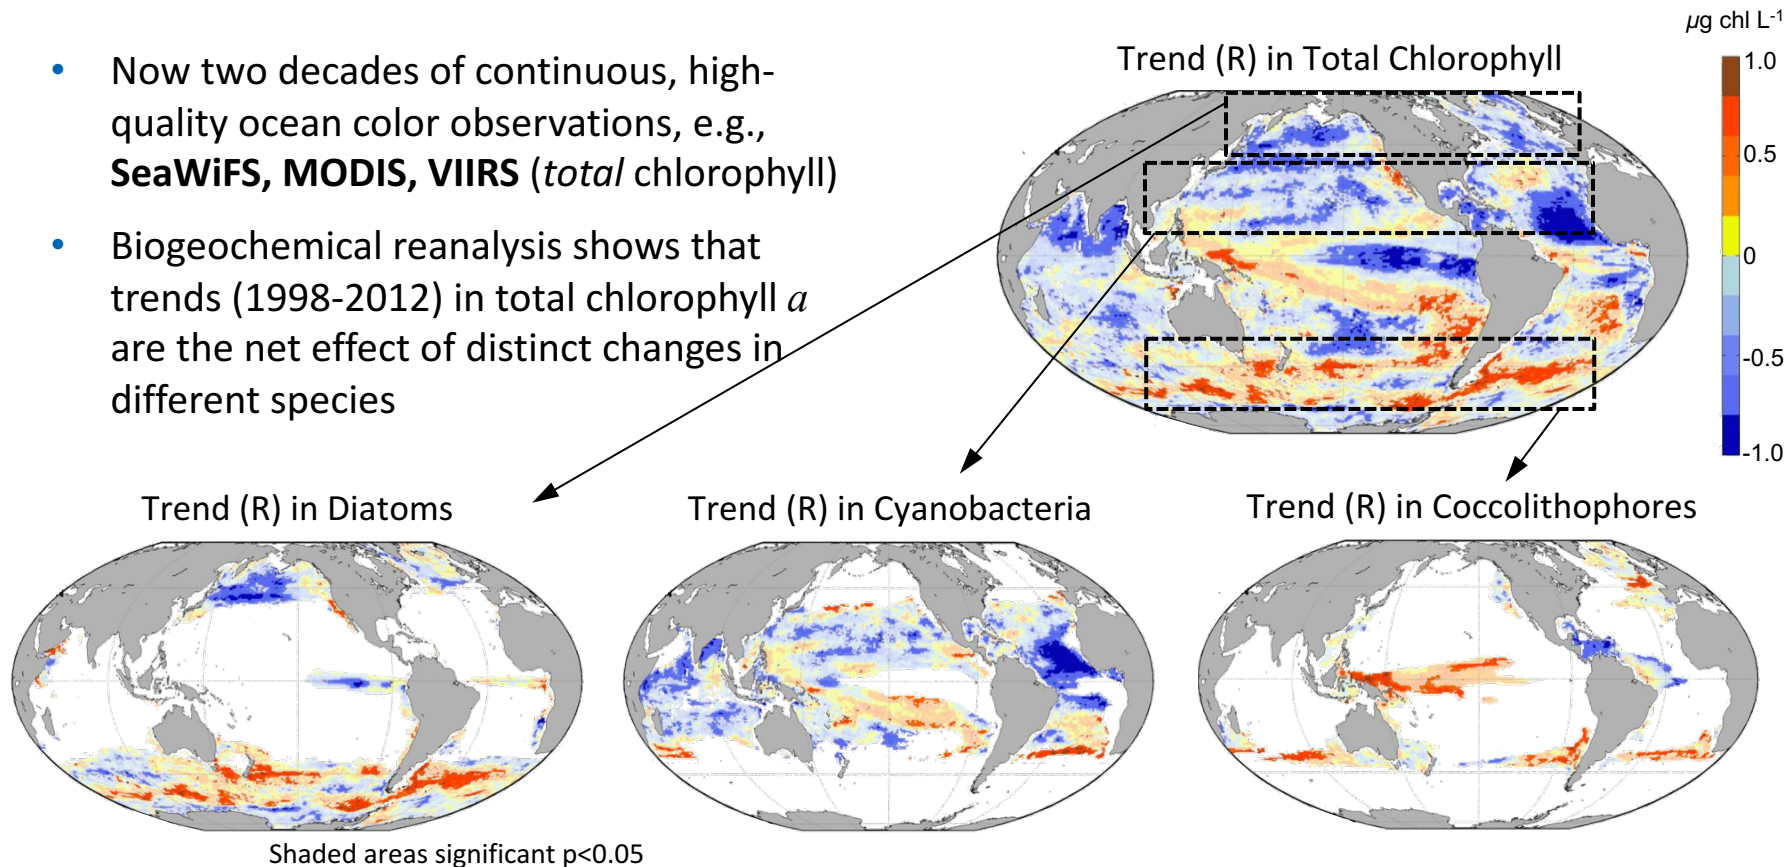 • Now two decades of continuous, high-
quality ocean color observations, e.g.,
SeaWiFS, MODIS, VIIRS (total chlorophyll)
• Biogeochemical reanalysis shows that
trends (1998-2012) in total chlorophyll a
are the net effect of distinct changes in
different species
µg chl L-1
Trend (R) in Total Chlorophyll
1.0
0.5
0
-0.5
-1.0
Trend (R) in Diatoms
Trend (R) in Cyanobacteria
Trend (R) in Coccolithophores
Shaded areas significant p<0.05